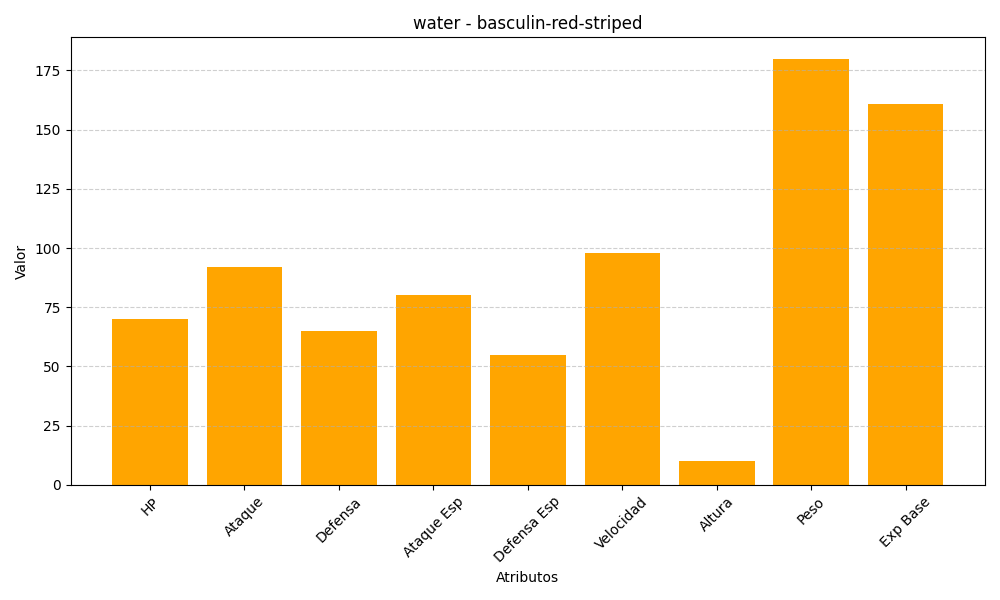 water - basculin-red-striped
Valor
175
150
125
100
75
50
25
0
HP
Ataque
Defensa
Ataque Esp
Defensa Esp
Velocidad
Altura
Peso
Exp Base
Atributos